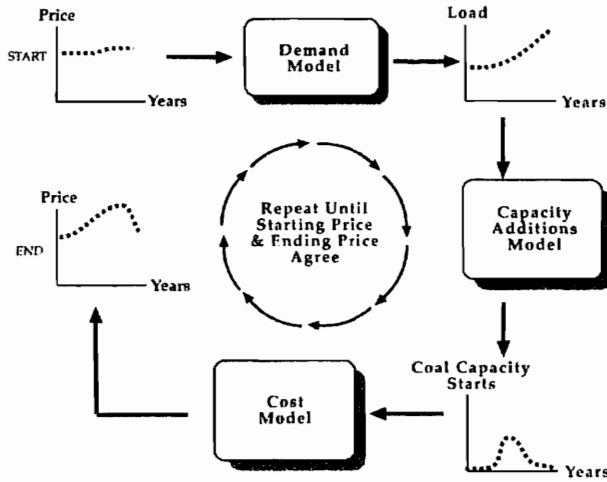 Price
START
Years
Demand
Model
Load
Years
Capacity
Additions
Model
Coal Capacity
Starts
Years
Cost
Model
Price
END
Years
Repeat Until
Starting Price
& Ending Price
Agree